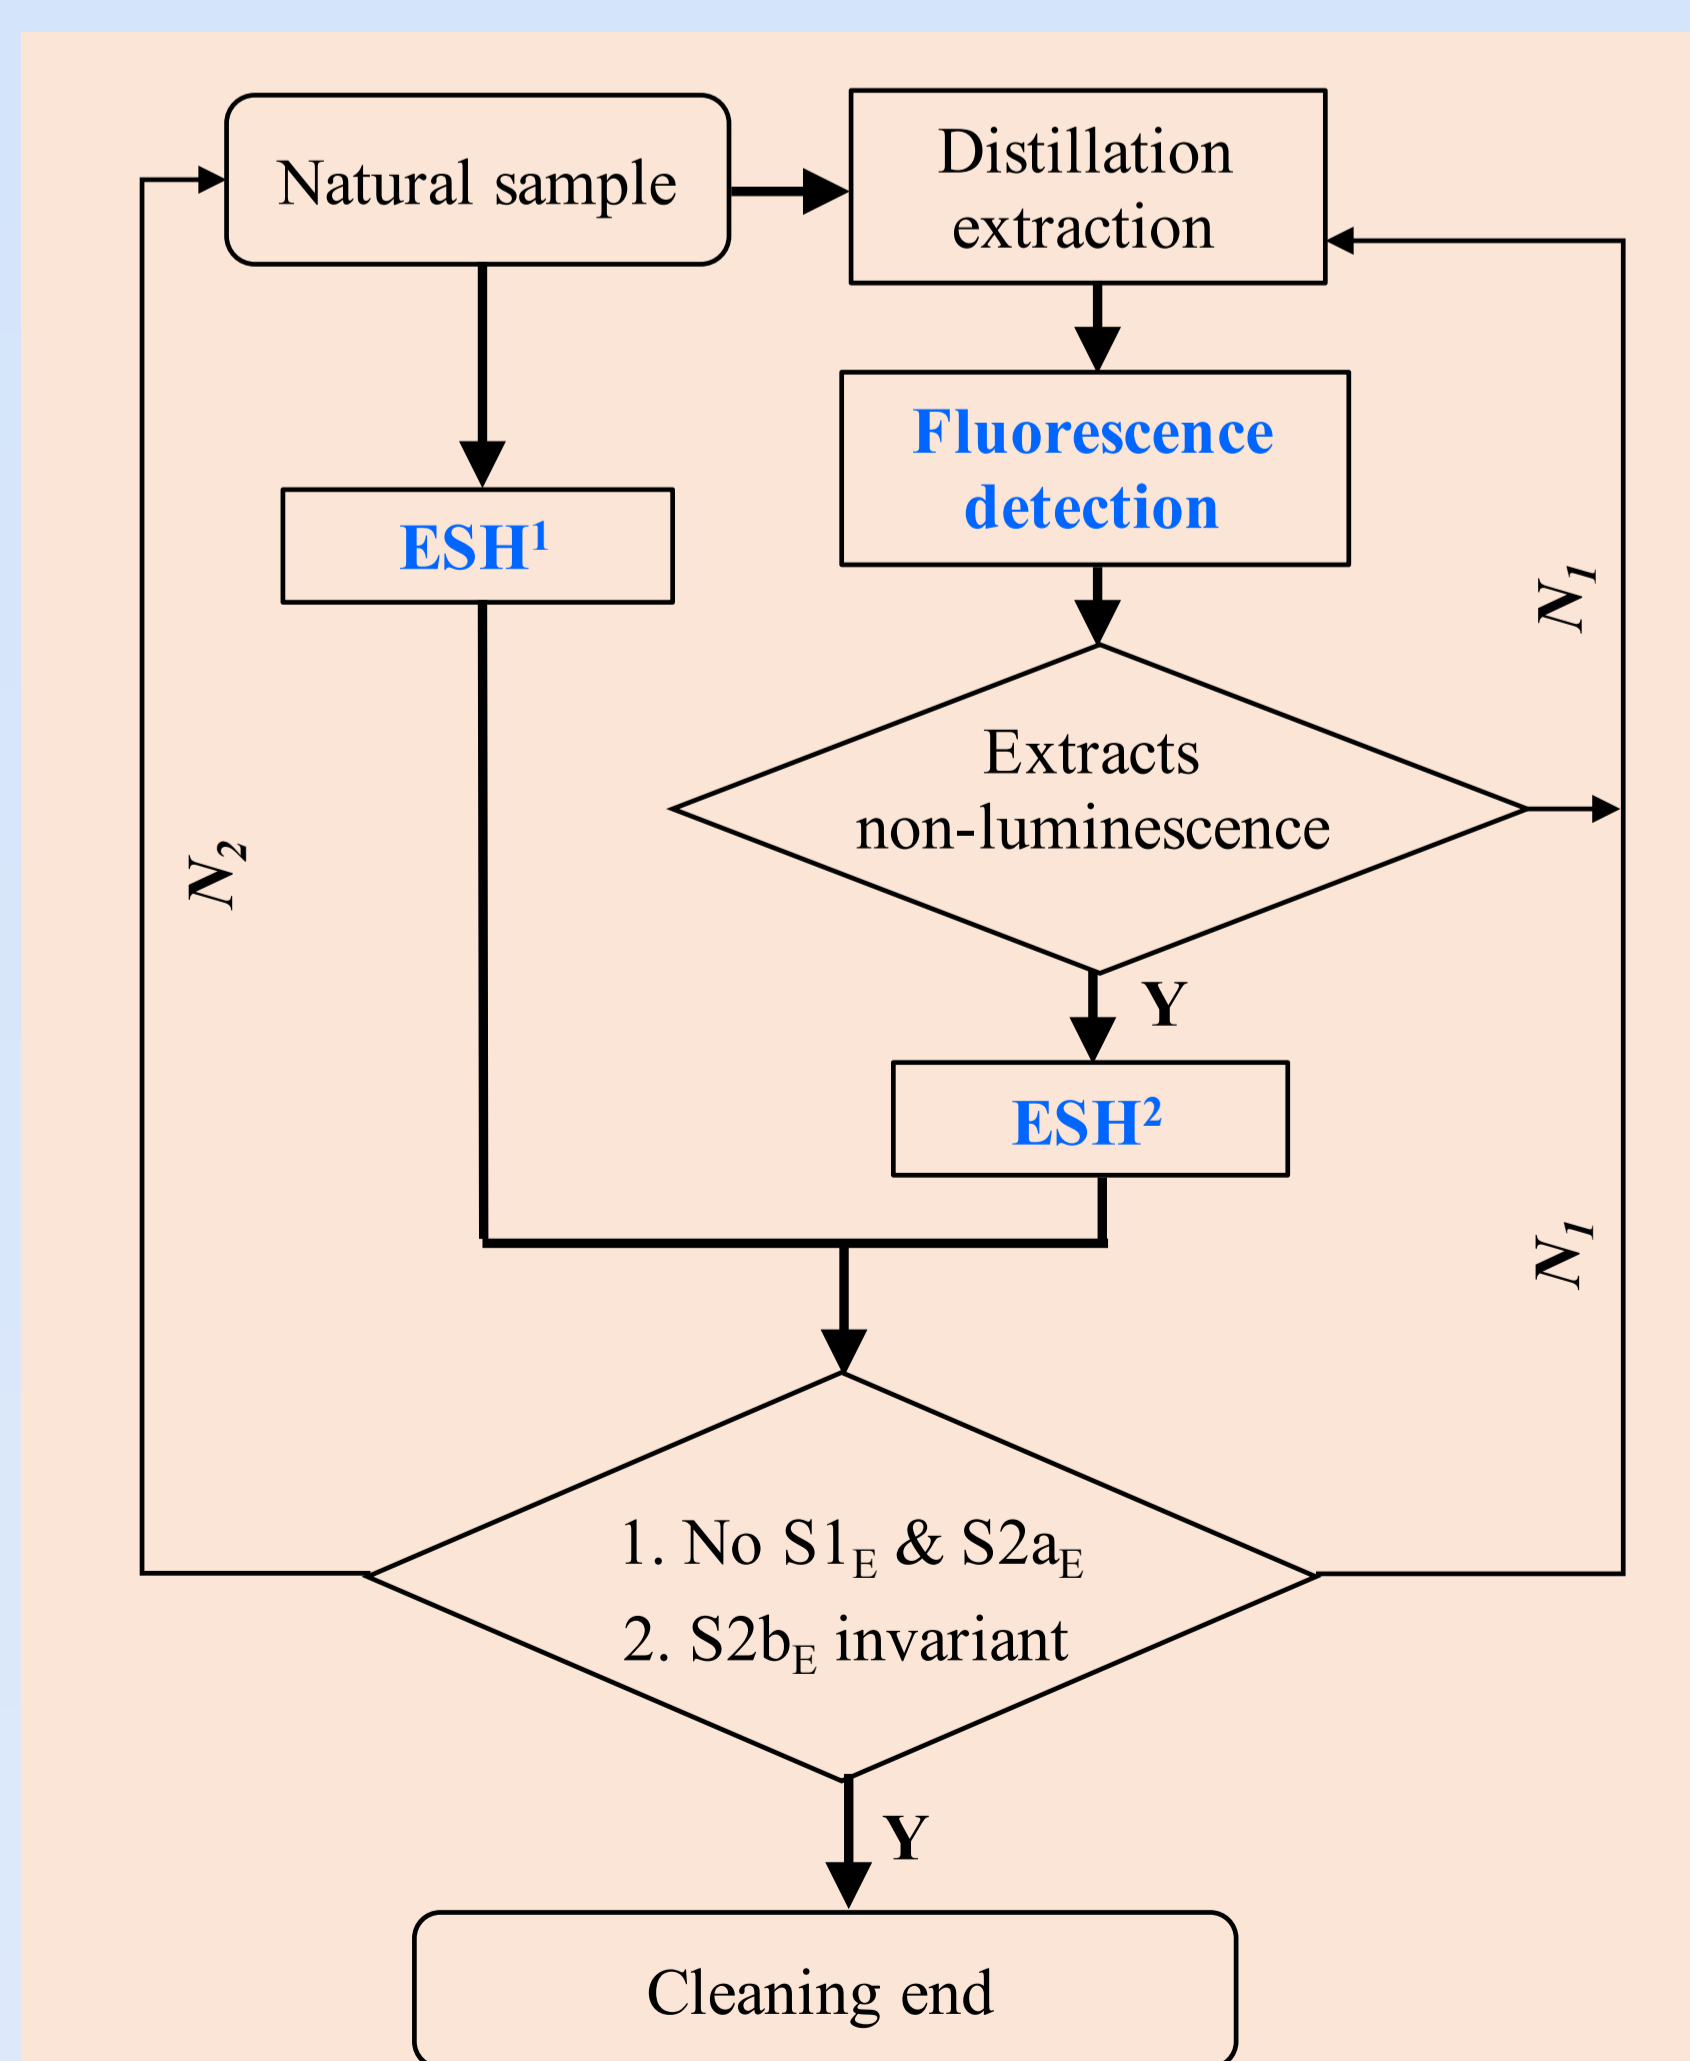 Natural sample
Distillation
extraction
Fluorescence
detection
ESH¹
N₁
Extracts
non-luminescence
N₂
Y
ESH²
N₁
1. No S1E & S2aE
2. S2bE invariant
Y
Cleaning end